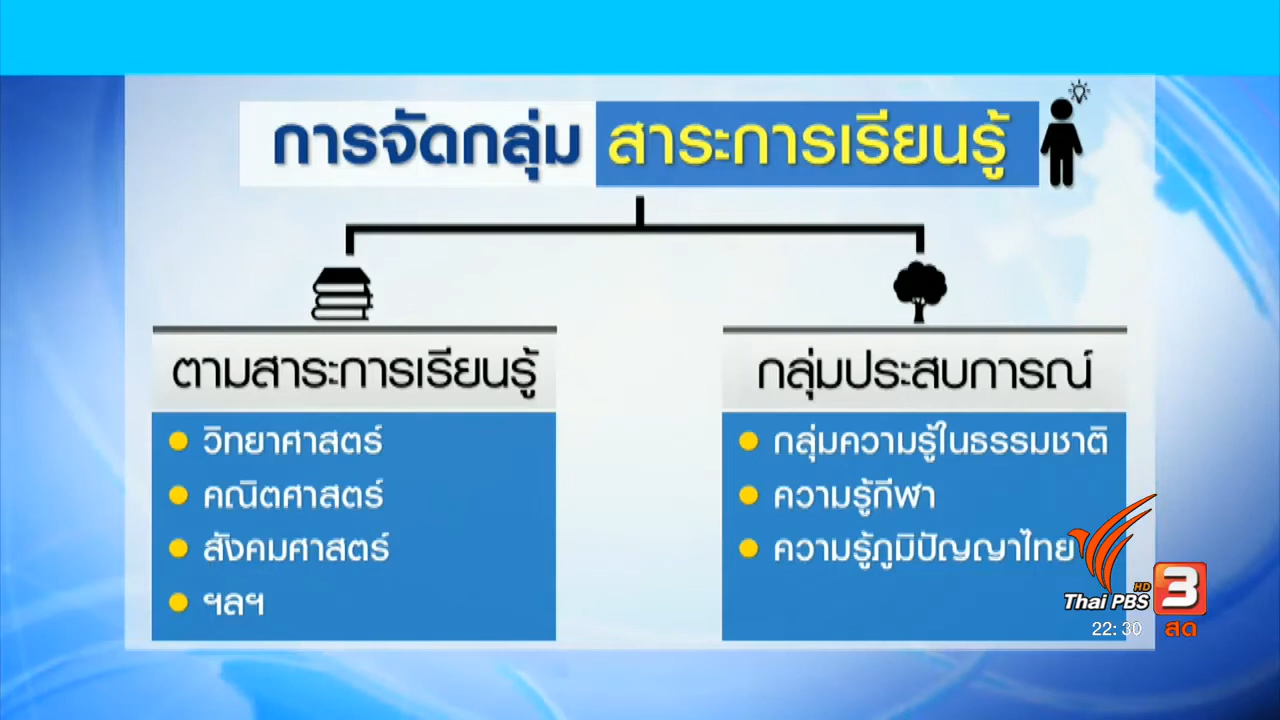 การจัดกลุ่ม สาระการเรียนรู้
ตามสาระการเรียนรู้
วิทยาศาสตร์
คณิตศาสตร์
สังคมศาสตร์
ฯลฯ
กลุ่มประสบการณ์
กลุ่มความรู้ในธรรมชาติ
ความรู้กีฬา
ความรู้ภูมิปัญญาไทย
HD
Thai PBS 3
22:30 สด